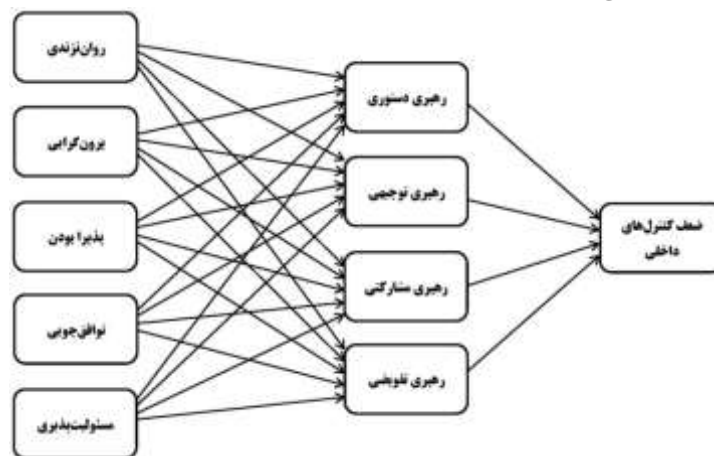 روان‌نژندی
برون‌گرایی
پذیرا بودن
توافق‌جویی
مسئولیت‌پذیری
رهبری دستوری
رهبری توجیهی
رهبری مشارکتی
رهبری تفویضی
ضعف کنترل‌های
داخلی